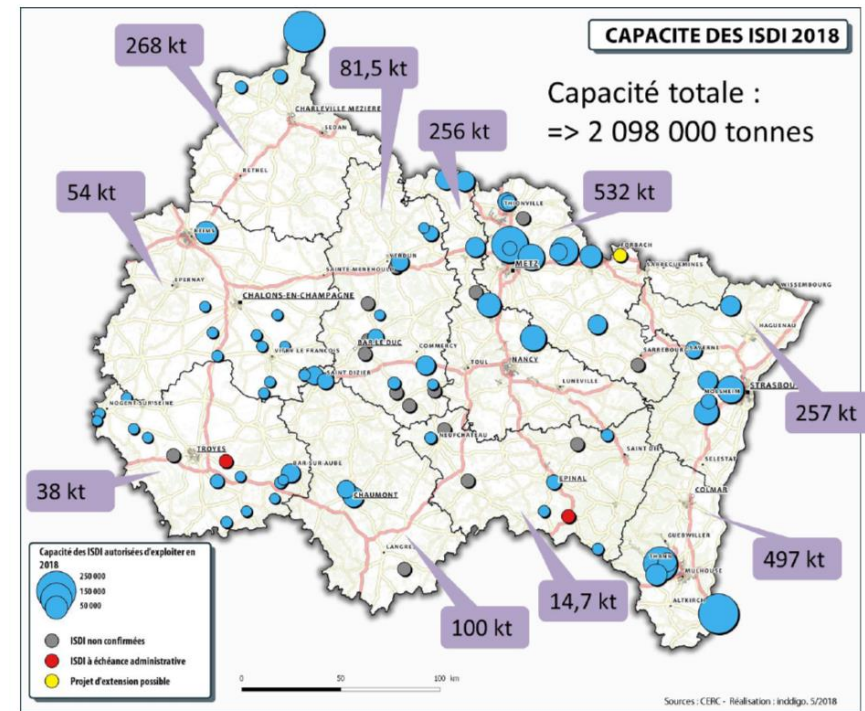 CAPACITE DES ISDI 2018
Capacité totale :
=> 2 098 000 tonnes
268 kt
81,5 kt
256 kt
532 kt
54 kt
257 kt
38 kt
497 kt
14,7 kt
100 kt
CHARLEVILLE MEZIERE
SEDAN
RETHEL
THIONVILLE
REIMS
VERDUN
SAINTE-MENEHOU
METZ
FORBACH
SARREGUEMINES
WISSEMBOURG
EPERNAY
CHALONS-EN-CHAMPAGNE
HAGUENAU
BAR LE DUC
COMMERCY
VITRY LE FRANCOIS
TOUL
NANCY
SARREBOUR
SAVERNE
SAINT DIZIER
LUNEVILLE
MOLSHEIM
STRASBOU
NOGENT-SUR-SEINE
NEUFCHATEAU
SAINT DIE
SELESTAT
TROYES
BAR-SUR-AUBE
EPINAL
CHAUMONT
COLMAR
LANGRE
GUEBWILLER
THANN
MULHOUSE
ALTKIRCH
Capacité des ISDI autorisées d'exploiter en
2018
250 000
150 000
50 000
ISDI non confirmées
ISDI à échéance administrative
Projet d'extension possible
0 50 100 km
Sources : CERC - Réalisation : inddigo. 5/2018